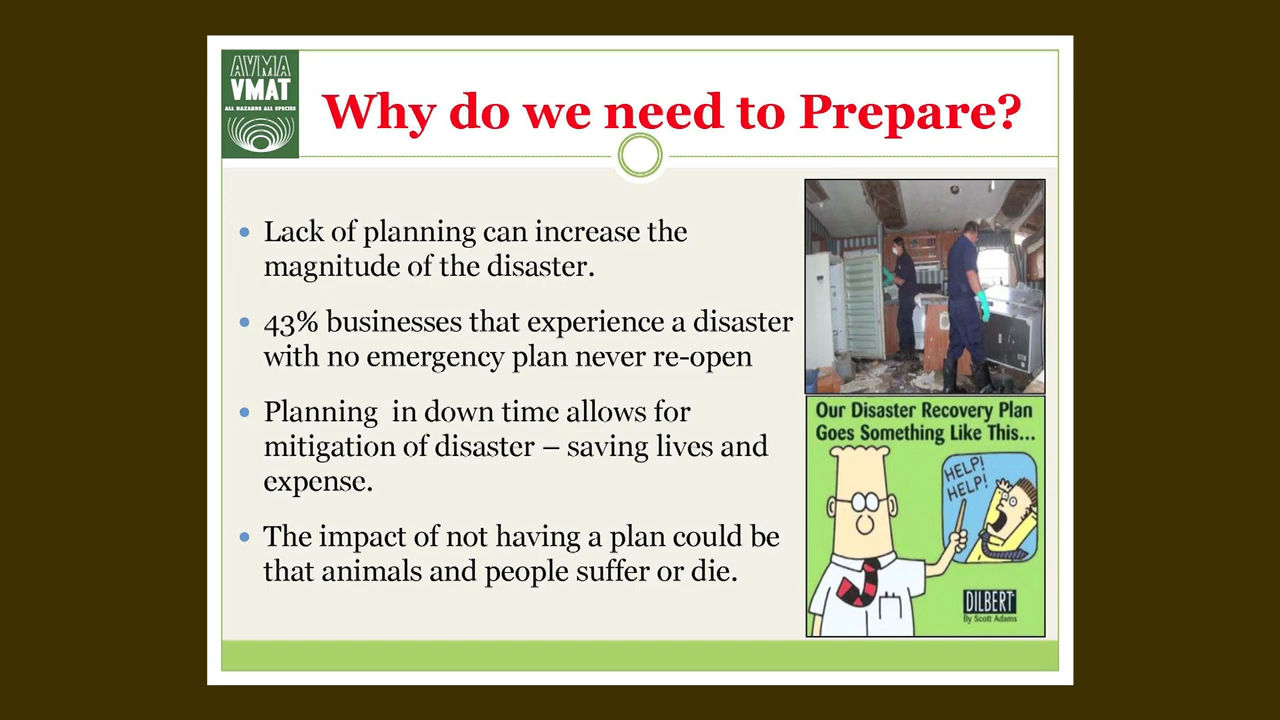 AVMA
VMAT
ALL HAZARDS ALL SPECIES
Why do we need to Prepare?
Lack of planning can increase the
magnitude of the disaster.
43% businesses that experience a disaster
with no emergency plan never re-open
Planning in down time allows for
mitigation of disaster – saving lives and
expense.
The impact of not having a plan could be
that animals and people suffer or die.
Our Disaster Recovery Plan
Goes Something Like This...
HELP!
HELP!
DILBERT
By Scott Adams